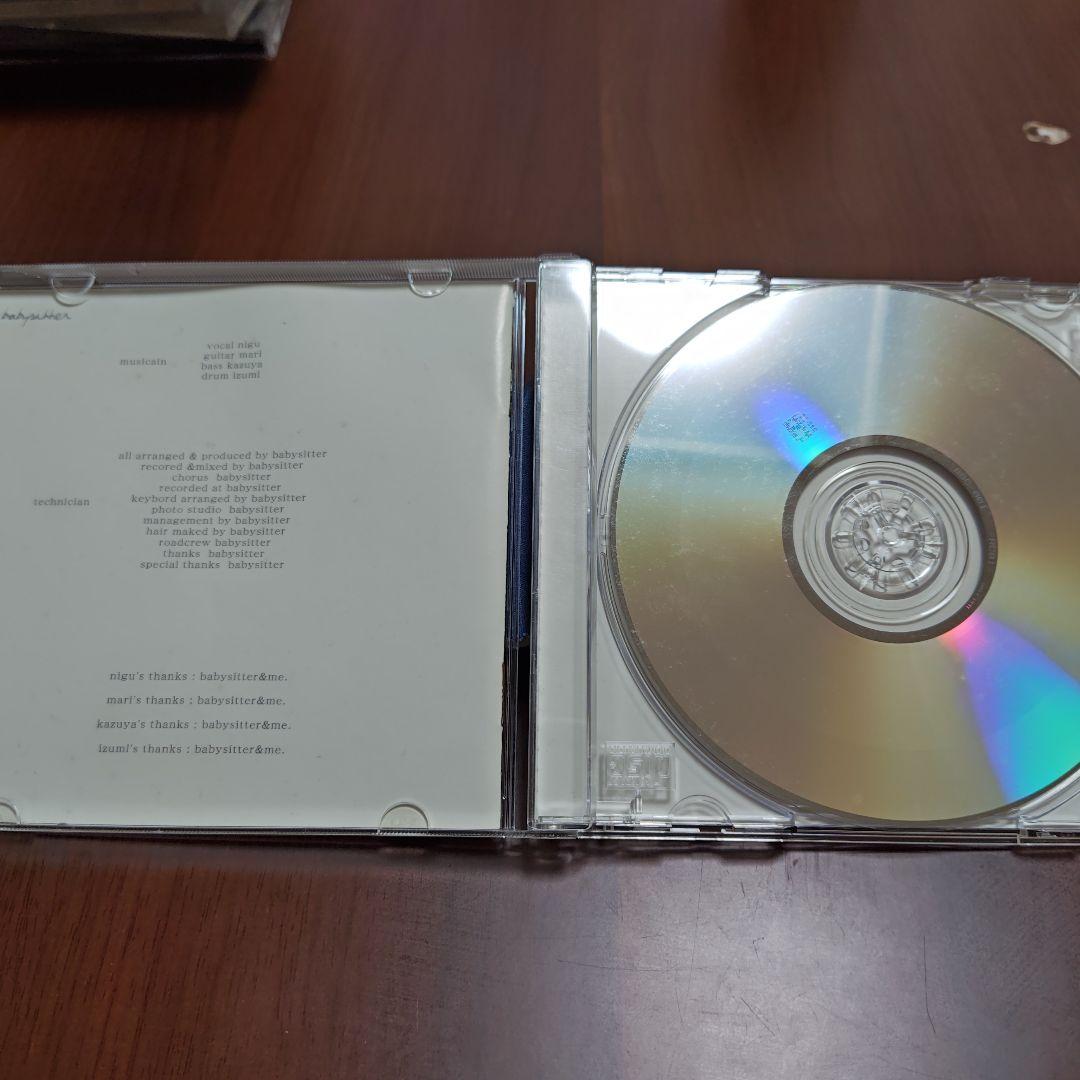 babysitter
vocal nigu
guitar mari
musicain
bass kazuya
drum izumi
all arranged & produced by babysitter
recored &mixed by babysitter
chorus babysitter
recorded at babysitter
technician
keybord arranged by babysitter
photo studio babysitter
management by babysitter
hair maked by babysitter
roadcrew babysitter
thanks babysitter
special thanks babysitter
nigu's thanks : babysitter&me.
mari's thanks : babysitter&me.
kazuya's thanks : babysitter&me.
izumi's thanks : babysitter&me.